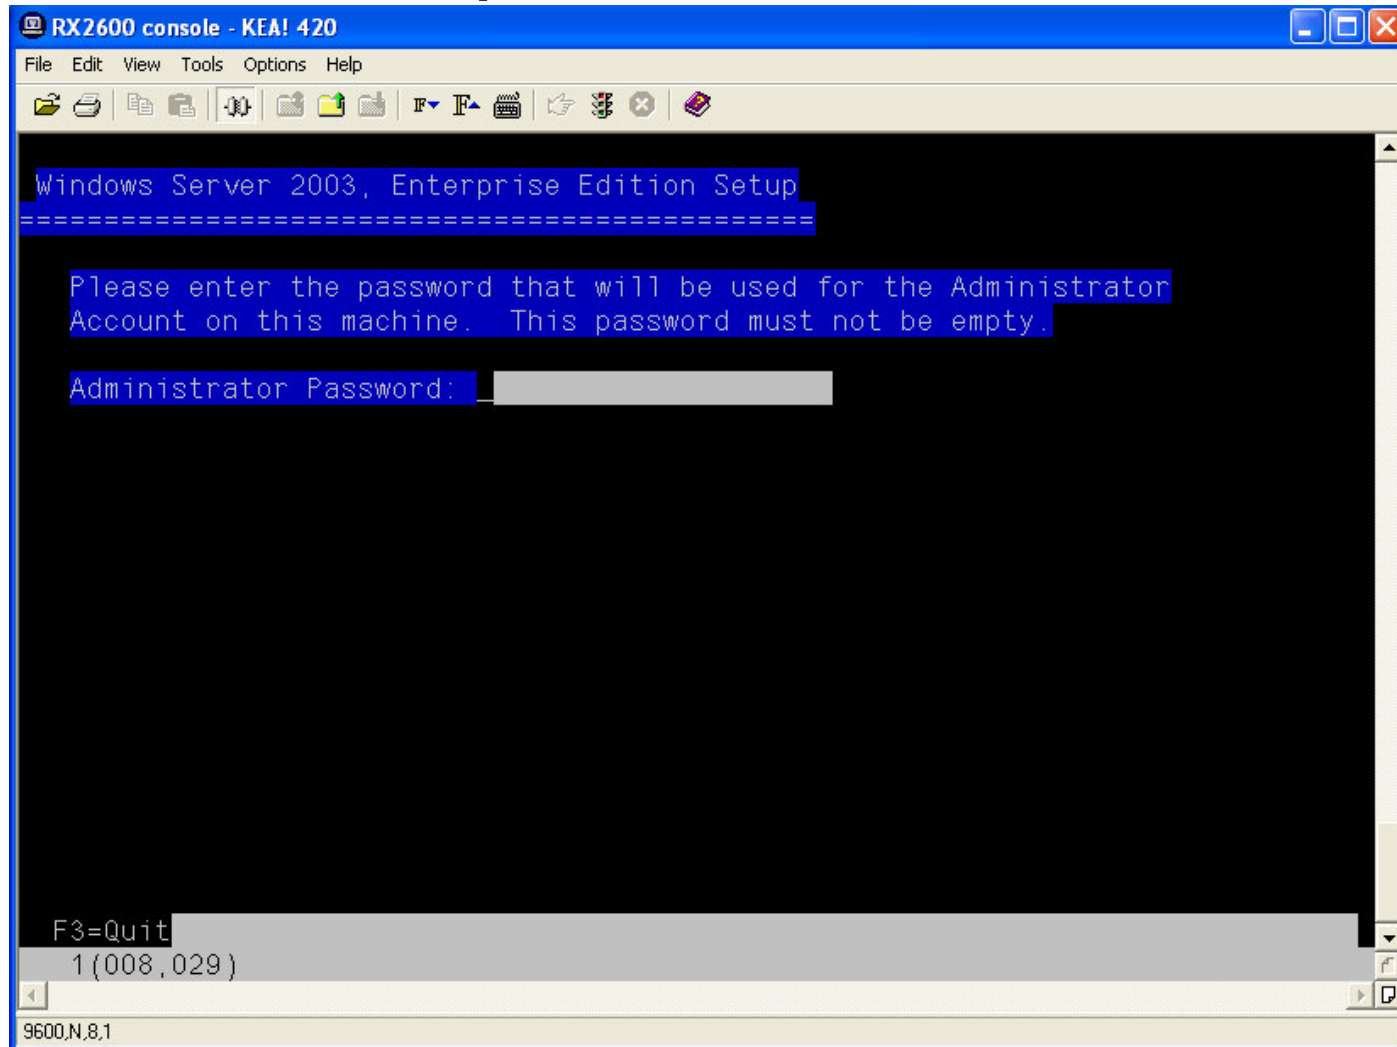 RX2600 console - KEA! 420
File Edit View Tools Options Help
F F
Windows Server 2003, Enterprise Edition Setup
===============================================
Please enter the password that will be used for the Administrator
Account on this machine.  This password must not be empty.
Administrator Password: _
F3=Quit
1(008,029)
9600,N,8,1